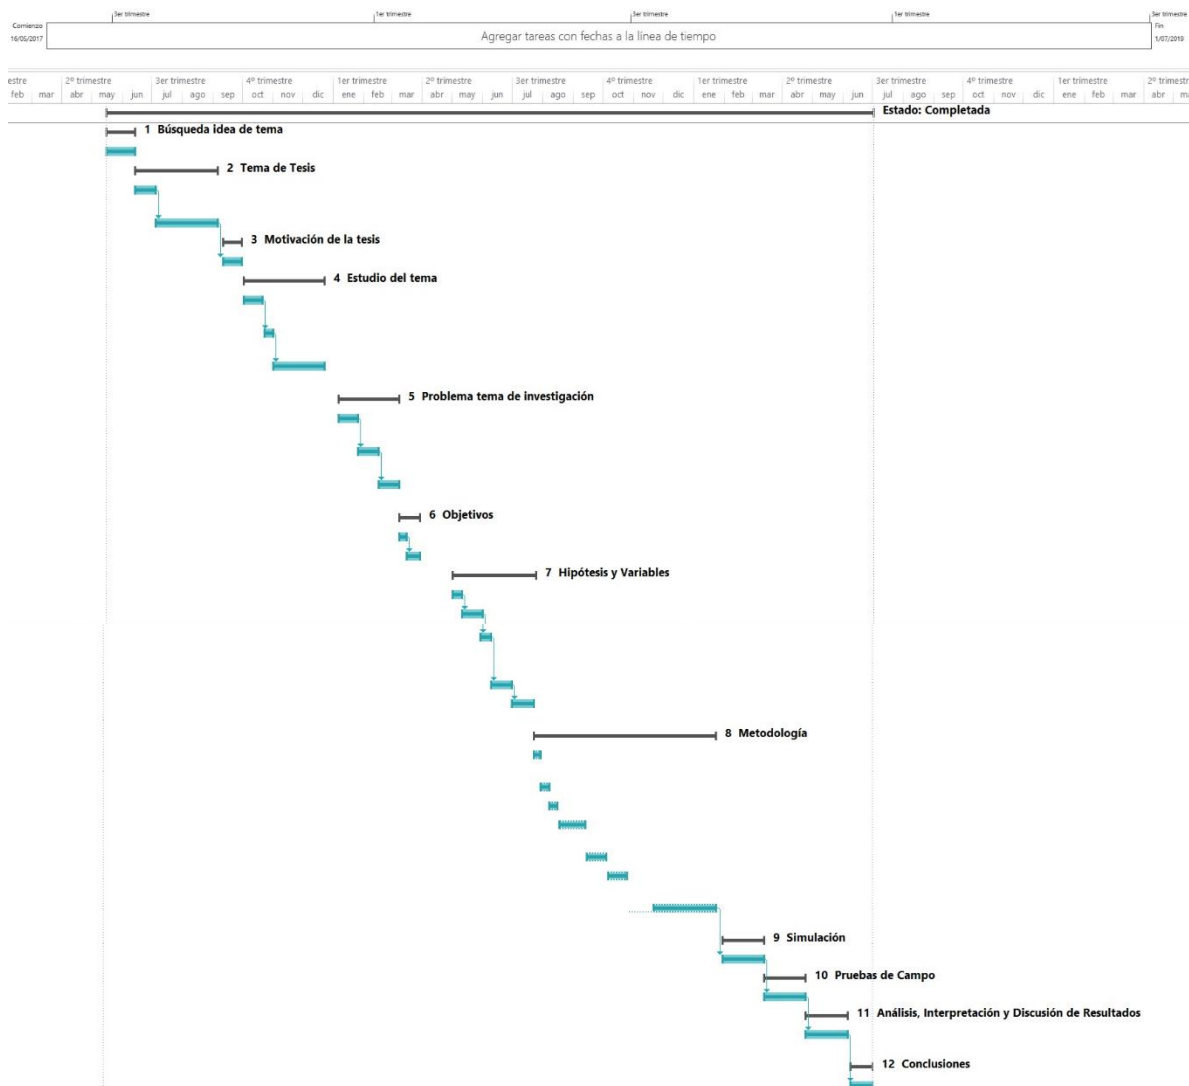 3er trimestre 1er trimestre 3er trimestre 1er trimestre 3er trimestre
Comienzo
16/05/2017
Agregar tareas con fechas a la línea de tiempo
Fin
1/07/2019
estre 2º trimestre 3er trimestre 4º trimestre 1er trimestre 2º trimestre 3er trimestre 4º trimestre 1er trimestre 2º trimestre 3er trimestre 4º trimestre 1er trimestre 2º trimest
feb mar abr may jun jul ago sep oct nov dic ene feb mar abr may jun jul ago sep oct nov dic ene feb mar abr may jun jul ago sep oct nov dic ene feb mar abr ma
Estado: Completada
1 Búsqueda idea de tema
2 Tema de Tesis
3 Motivación de la tesis
4 Estudio del tema
5 Problema tema de investigación
6 Objetivos
7 Hipótesis y Variables
8 Metodología
9 Simulación
10 Pruebas de Campo
11 Análisis, Interpretación y Discusión de Resultados
12 Conclusiones